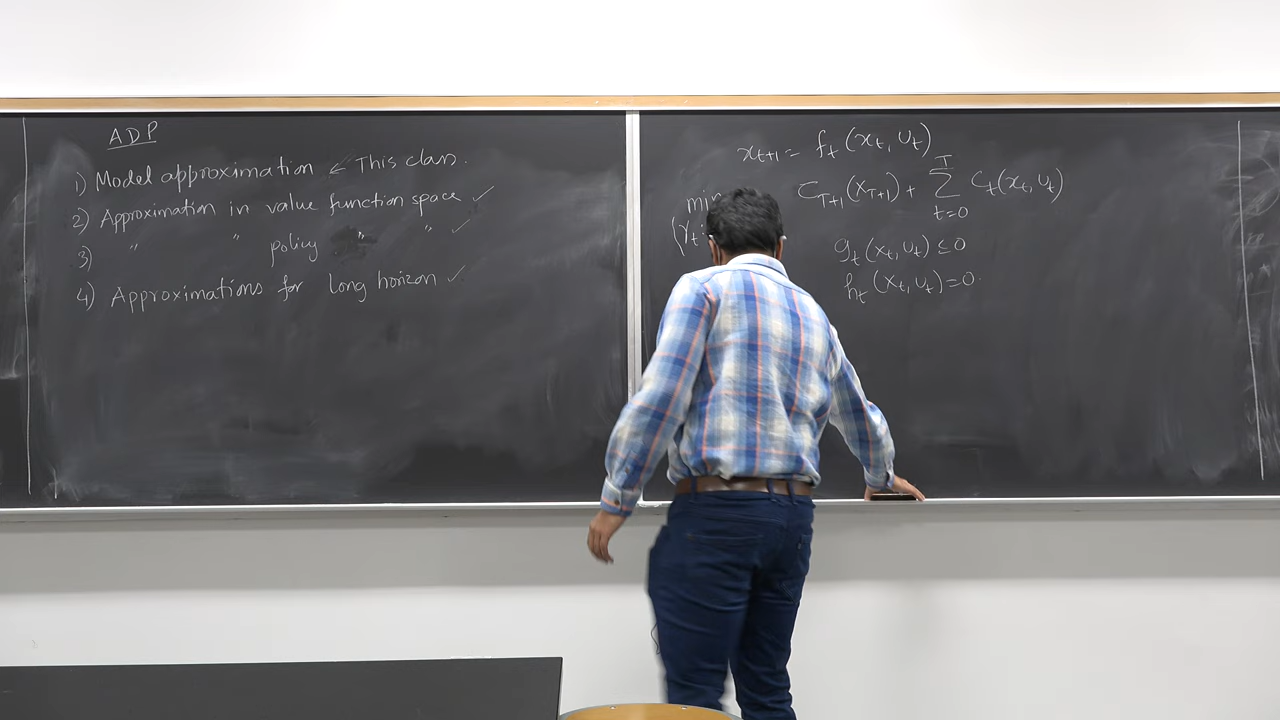 ADP
1) Model approximation ← This class.
2) Approximation in value function space ✓
3) " " policy " " ✓
4) Approximations for long horizon ✓
x_{t+1} = f_t(x_t, u_t)
min C_{T+1}(x_{T+1}) + Σ_{t=0}^{T} C_t(x_t, u_t)
(γ_t
g_t(x_t, u_t) ≤ 0
h_t(x_t, u_t) = 0